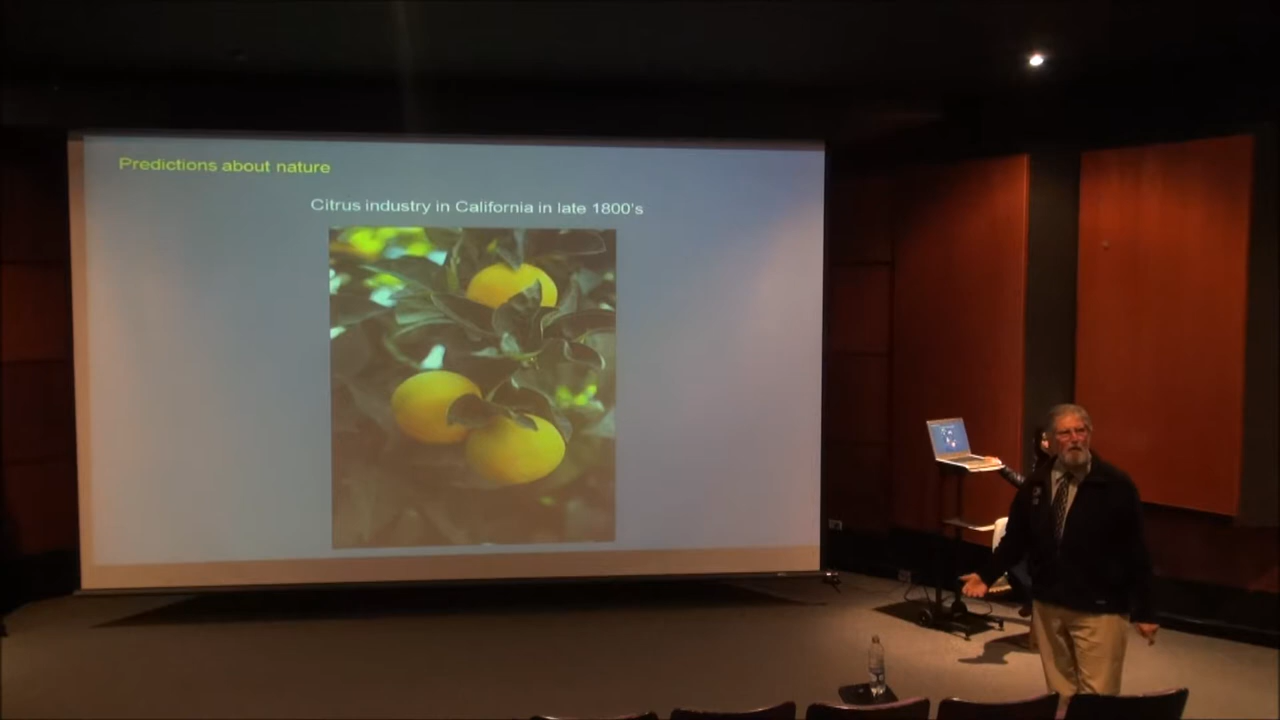 Predictions about nature
Citrus industry in California in late 1800's